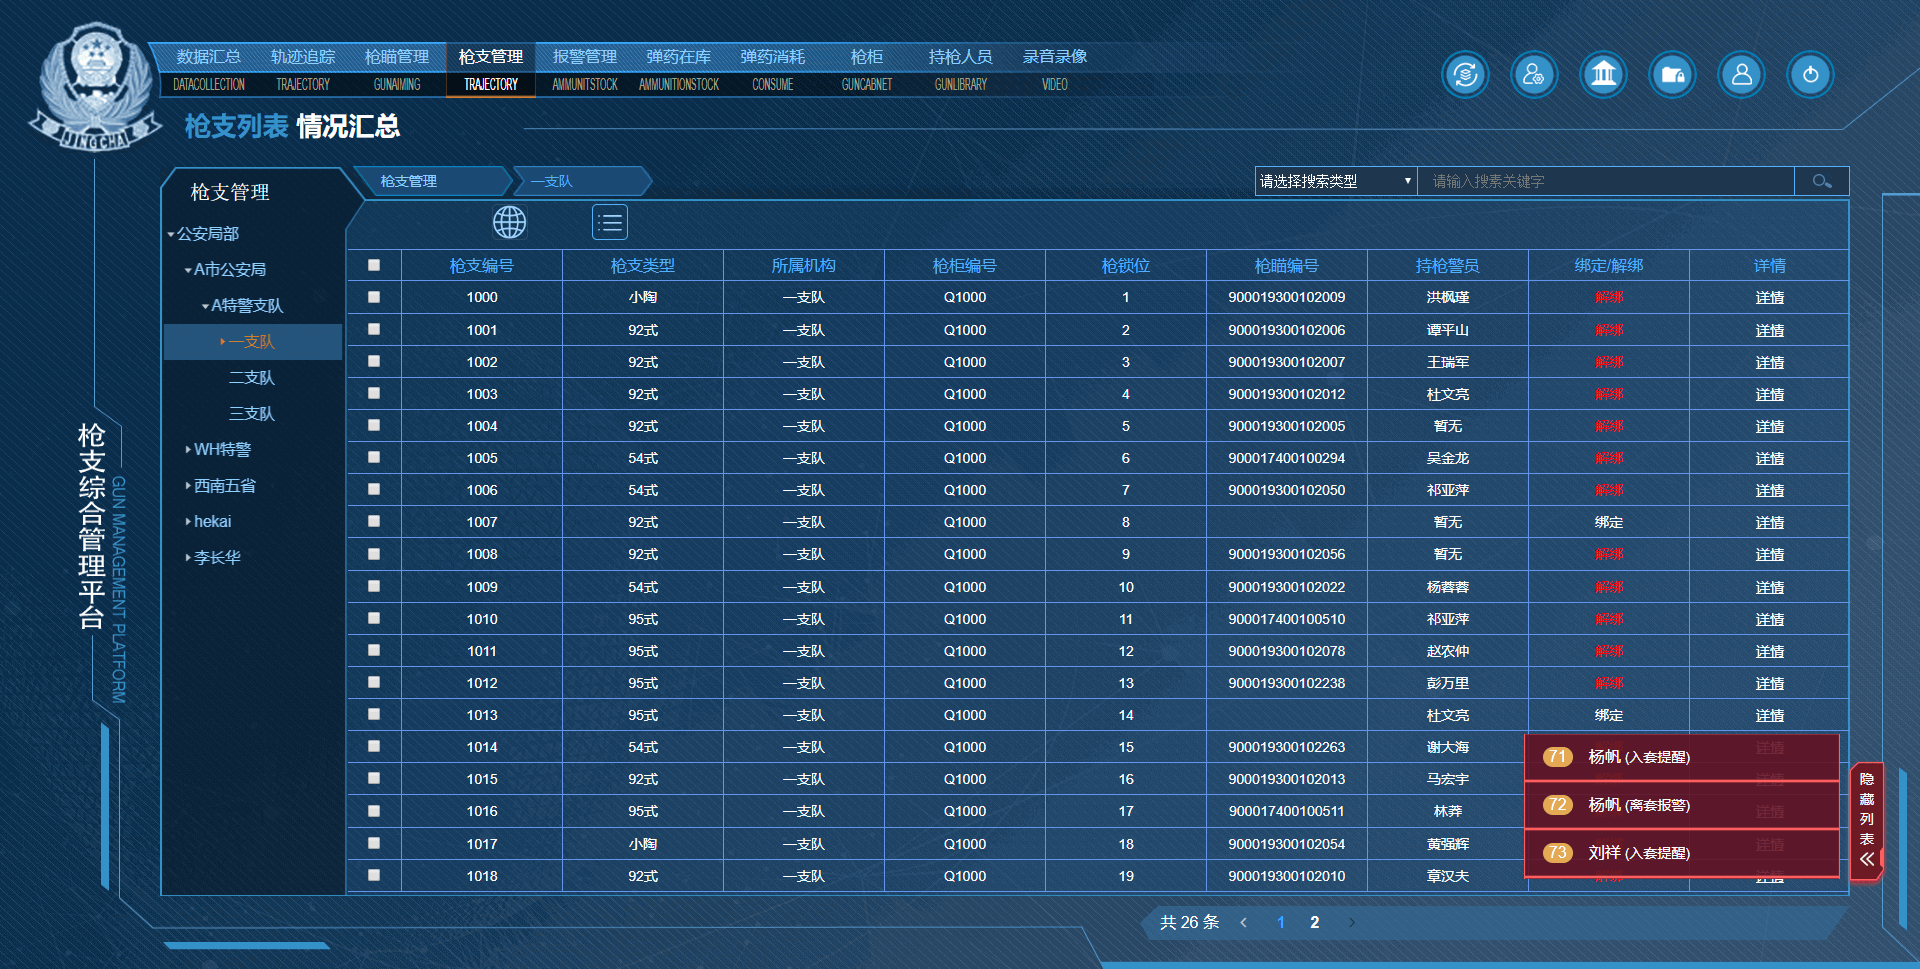 数据汇总 轨迹追踪 枪瞄管理 枪支管理 报警管理 弹药在库 弹药消耗 枪柜 持枪人员 录音录像
DATACOLLECTION TRAJECTORY GUNAIMING TRAJECTORY AMMUNITSTOCK AMMUNITIONSTOCK CONSUME GUNCABNET GUNLIBRARY VIDEO
JINGCHA
枪支列表 情况汇总
枪支综合管理平台
GUN MANAGEMENT PLATFORM
枪支管理
公安局部
A市公安局
A特警支队
一支队
二支队
三支队
WH特警
西南五省
hekai
李长华
枪支管理 一支队
请选择搜索类型 请输入搜素关键字
枪支编号 枪支类型 所属机构 枪柜编号 枪锁位 枪瞄编号 持枪警员 绑定/解绑 详情
1000 小陶 一支队 Q1000 1 900019300102009 洪枫瑾 解绑 详情
1001 92式 一支队 Q1000 2 900019300102006 谭平山 解绑 详情
1002 92式 一支队 Q1000 3 900019300102007 王瑞军 解绑 详情
1003 92式 一支队 Q1000 4 900019300102012 杜文亮 解绑 详情
1004 92式 一支队 Q1000 5 900019300102005 暂无 解绑 详情
1005 54式 一支队 Q1000 6 900017400100294 吴金龙 解绑 详情
1006 54式 一支队 Q1000 7 900019300102050 祁亚萍 解绑 详情
1007 92式 一支队 Q1000 8 暂无 绑定 详情
1008 92式 一支队 Q1000 9 900019300102056 暂无 解绑 详情
1009 54式 一支队 Q1000 10 900019300102022 杨蓉蓉 解绑 详情
1010 95式 一支队 Q1000 11 900017400100510 祁亚萍 解绑 详情
1011 95式 一支队 Q1000 12 900019300102078 赵农仲 解绑 详情
1012 95式 一支队 Q1000 13 900019300102238 彭万里 解绑 详情
1013 95式 一支队 Q1000 14 杜文亮 绑定 详情
1014 54式 一支队 Q1000 15 900019300102263 谢大海 详情
1015 92式 一支队 Q1000 16 900019300102013 马宏宇 详情
1016 95式 一支队 Q1000 17 900017400100511 林莽 详情
1017 小陶 一支队 Q1000 18 900019300102054 黄强辉 详情
1018 92式 一支队 Q1000 19 900019300102010 章汉夫 详情
71 杨帆 (入套提醒)
72 杨帆 (离套报警)
73 刘祥 (入套提醒)
隐藏列表
共 26 条 < 1 2 >